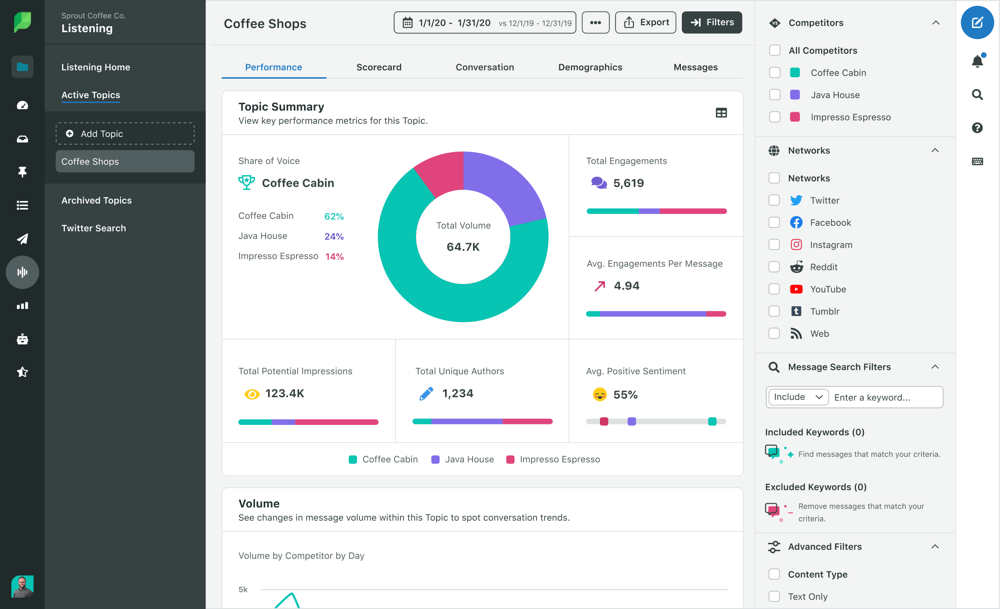 Sprout Coffee Co.
Listening
Listening Home
Active Topics
Add Topic
Coffee Shops
Archived Topics
Twitter Search
Coffee Shops
1/1/20 - 1/31/20 vs 12/1/19 - 12/31/19
•••
Export
Filters
Performance
Scorecard
Conversation
Demographics
Messages
Topic Summary
View key performance metrics for this Topic.
Share of Voice
Coffee Cabin
Coffee Cabin 62%
Java House 24%
Impresso Espresso 14%
Total Volume
64.7K
Total Engagements
5,619
Avg. Engagements Per Message
4.94
Total Potential Impressions
123.4K
Total Unique Authors
1,234
Avg. Positive Sentiment
55%
Coffee Cabin Java House Impresso Espresso
Volume
See changes in message volume within this Topic to spot conversation trends.
Volume by Competitor by Day
5k
Competitors
All Competitors
Coffee Cabin
Java House
Impresso Espresso
Networks
Networks
Twitter
Facebook
Instagram
Reddit
YouTube
Tumblr
Web
Message Search Filters
Include Enter a keyword...
Included Keywords (0)
Find messages that match your criteria.
Excluded Keywords (0)
Remove messages that match your
criteria.
Advanced Filters
Content Type
Text Only